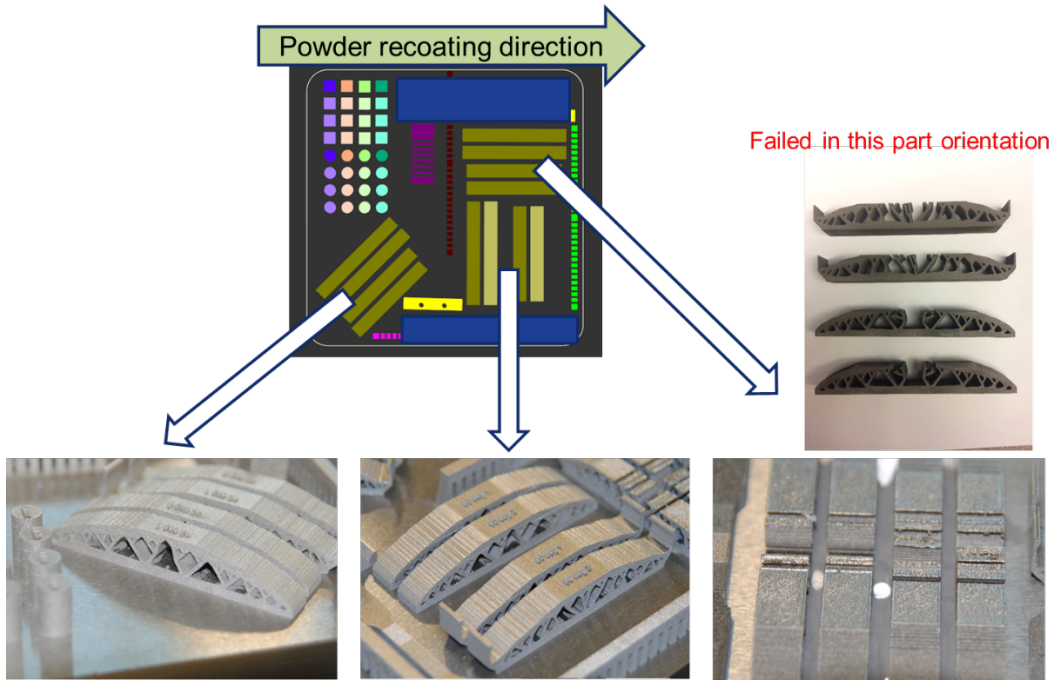 Powder recoating direction
Failed in this part orientation